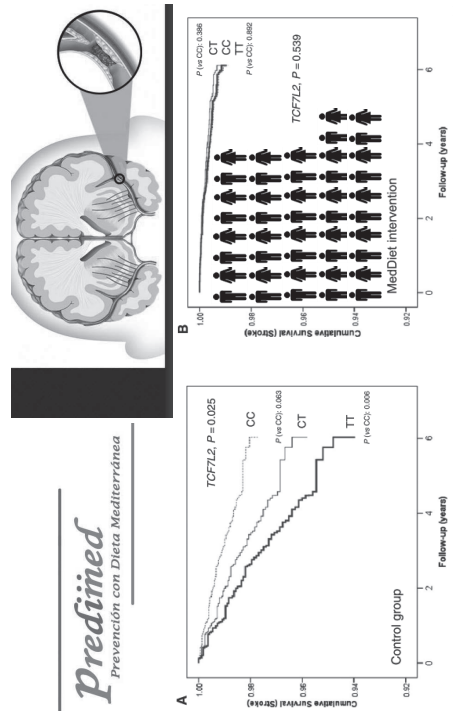 Predimed
Prevención con Dieta Mediterránea
A
Cumulative Survival (Stroke)
1.00
0.98
0.96
0.94
0.92
TCF7L2, P = 0.025
CC
P (vs CC): 0.063
CT
TT
P (vs CC): 0.006
Control group
0
2
4
6
Follow-up (years)
B
Cumulative Survival (Stroke)
1.00
0.98
0.96
0.94
0.92
P (vs CC): 0.386
CT
CC
TT
P (vs CC): 0.892
TCF7L2, P = 0.539
MedDiet intervention
0
2
4
6
Follow-up (years)